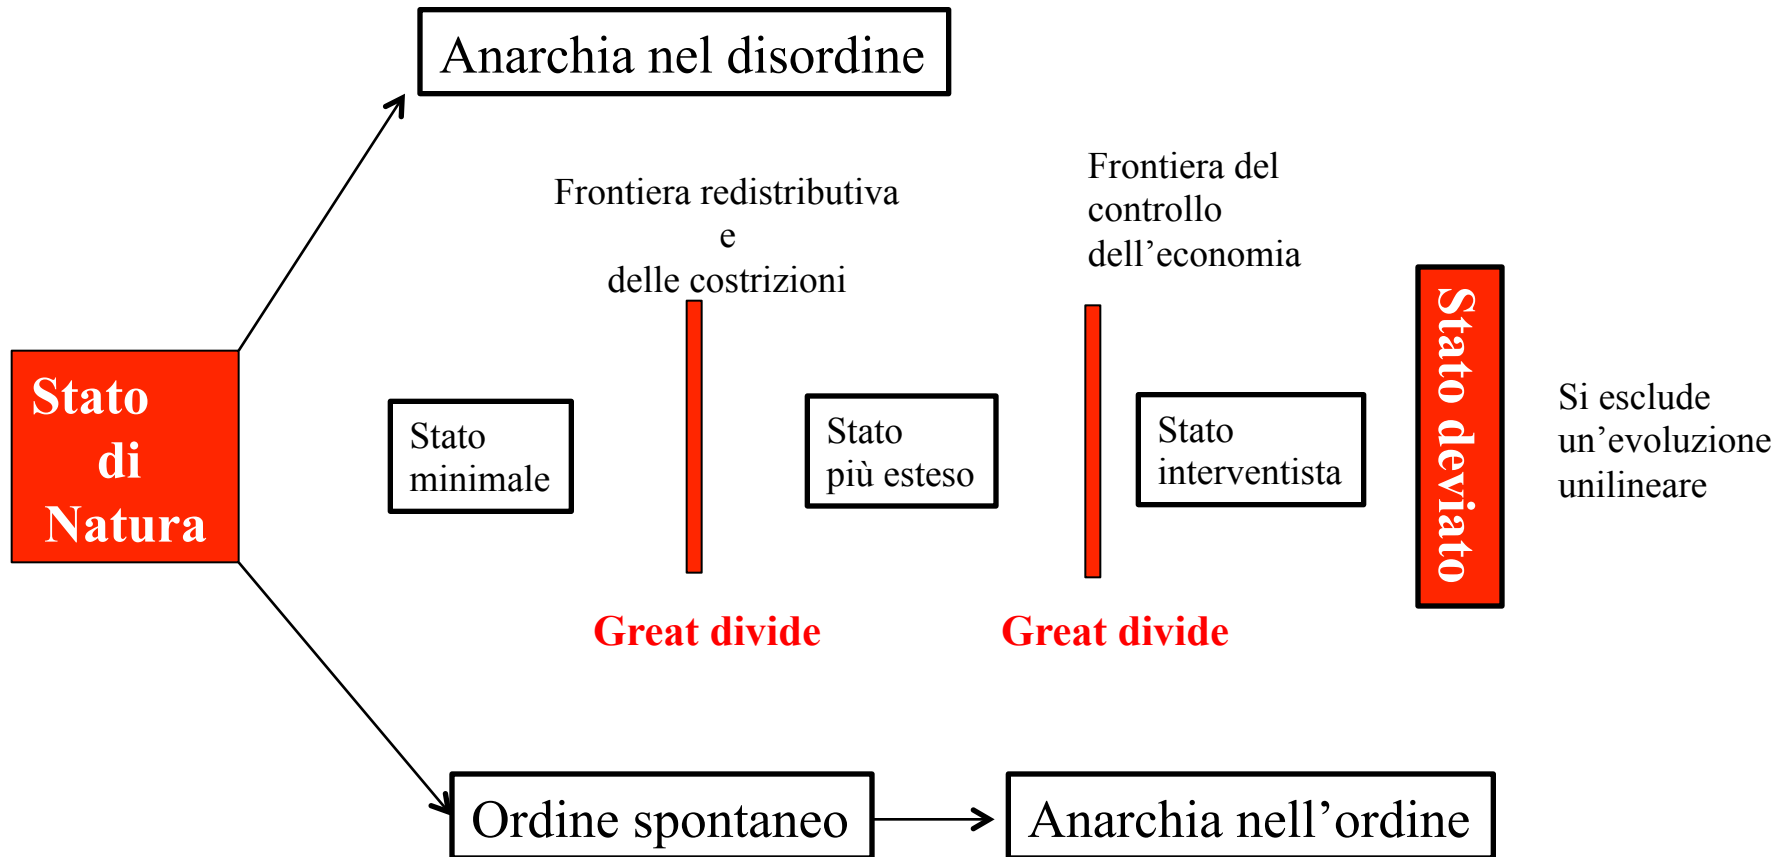 Anarchia nel disordine
Frontiera redistributiva
e
delle costrizioni
Frontiera del
controllo
dell’economia
Stato
di
Natura
Stato
minimale
Stato
più esteso
Stato
interventista
Stato deviato
Si esclude
un’evoluzione
unilineare
Great divide
Great divide
Ordine spontaneo
Anarchia nell’ordine